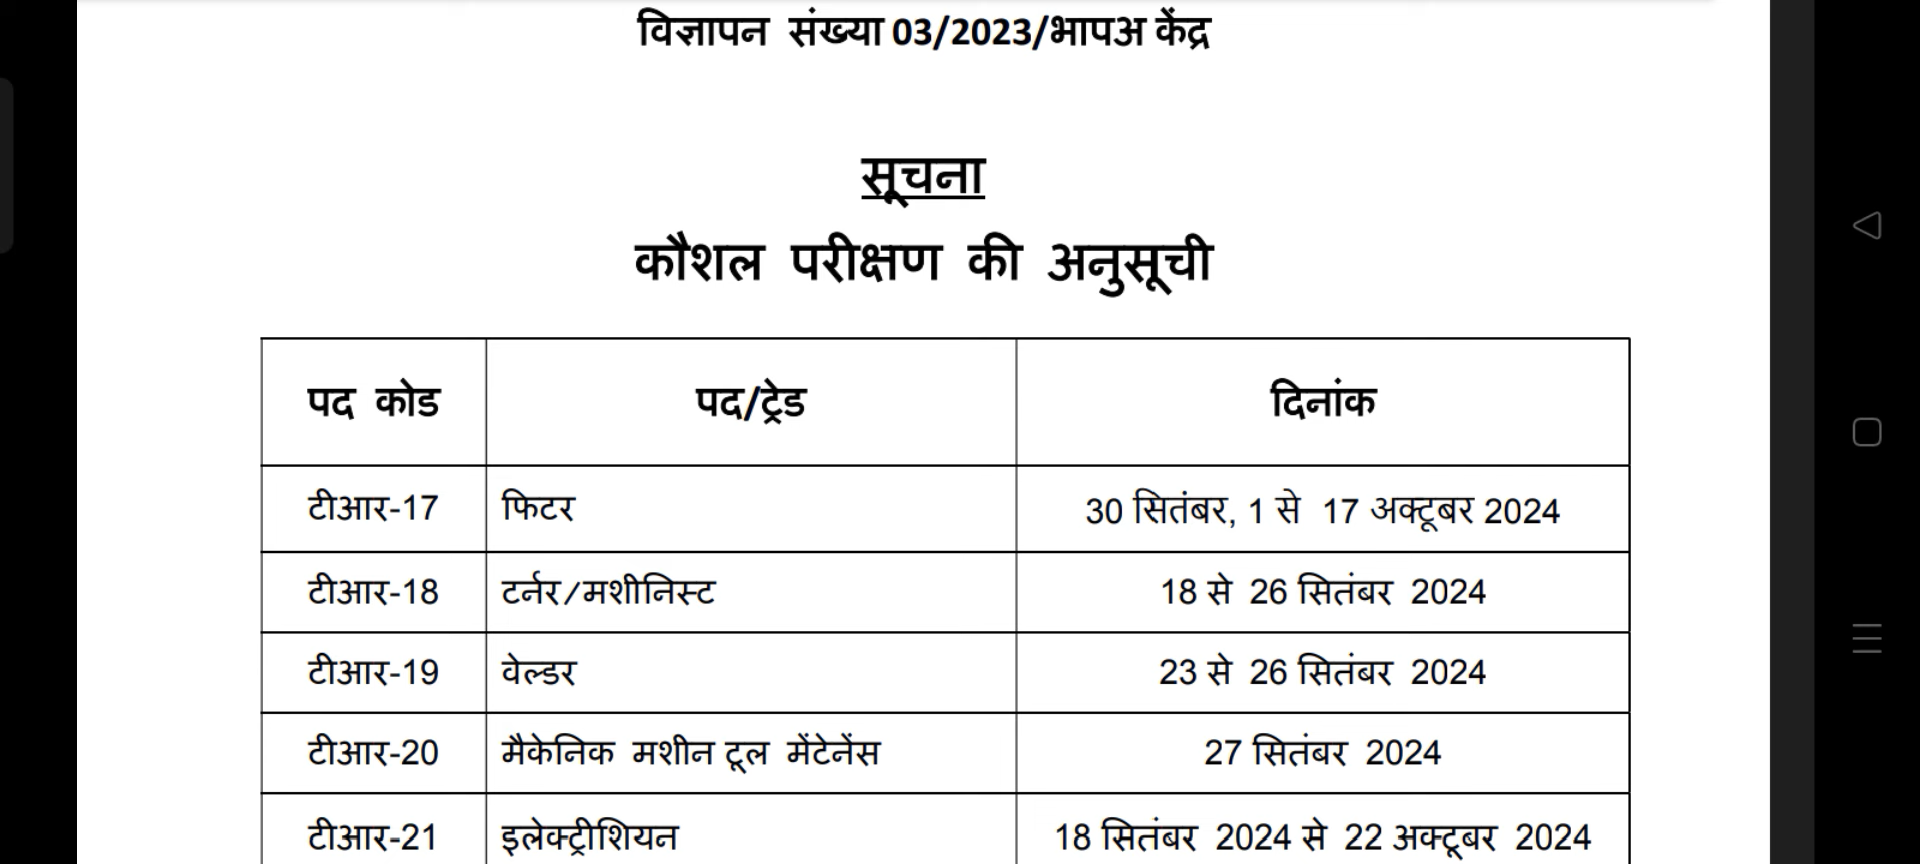 विज्ञापन संख्या 03/2023/भापअ केंद्र
सूचना
कौशल परीक्षण की अनुसूची
पद कोड पद/ट्रेड दिनांक
टीआर-17 फिटर 30 सितंबर, 1 से 17 अक्टूबर 2024
टीआर-18 टर्नर/मशीनिस्ट 18 से 26 सितंबर 2024
टीआर-19 वेल्डर 23 से 26 सितंबर 2024
टीआर-20 मैकेनिक मशीन टूल मेंटेनेंस 27 सितंबर 2024
टीआर-21 इलेक्ट्रीशियन 18 सितंबर 2024 से 22 अक्टूबर 2024